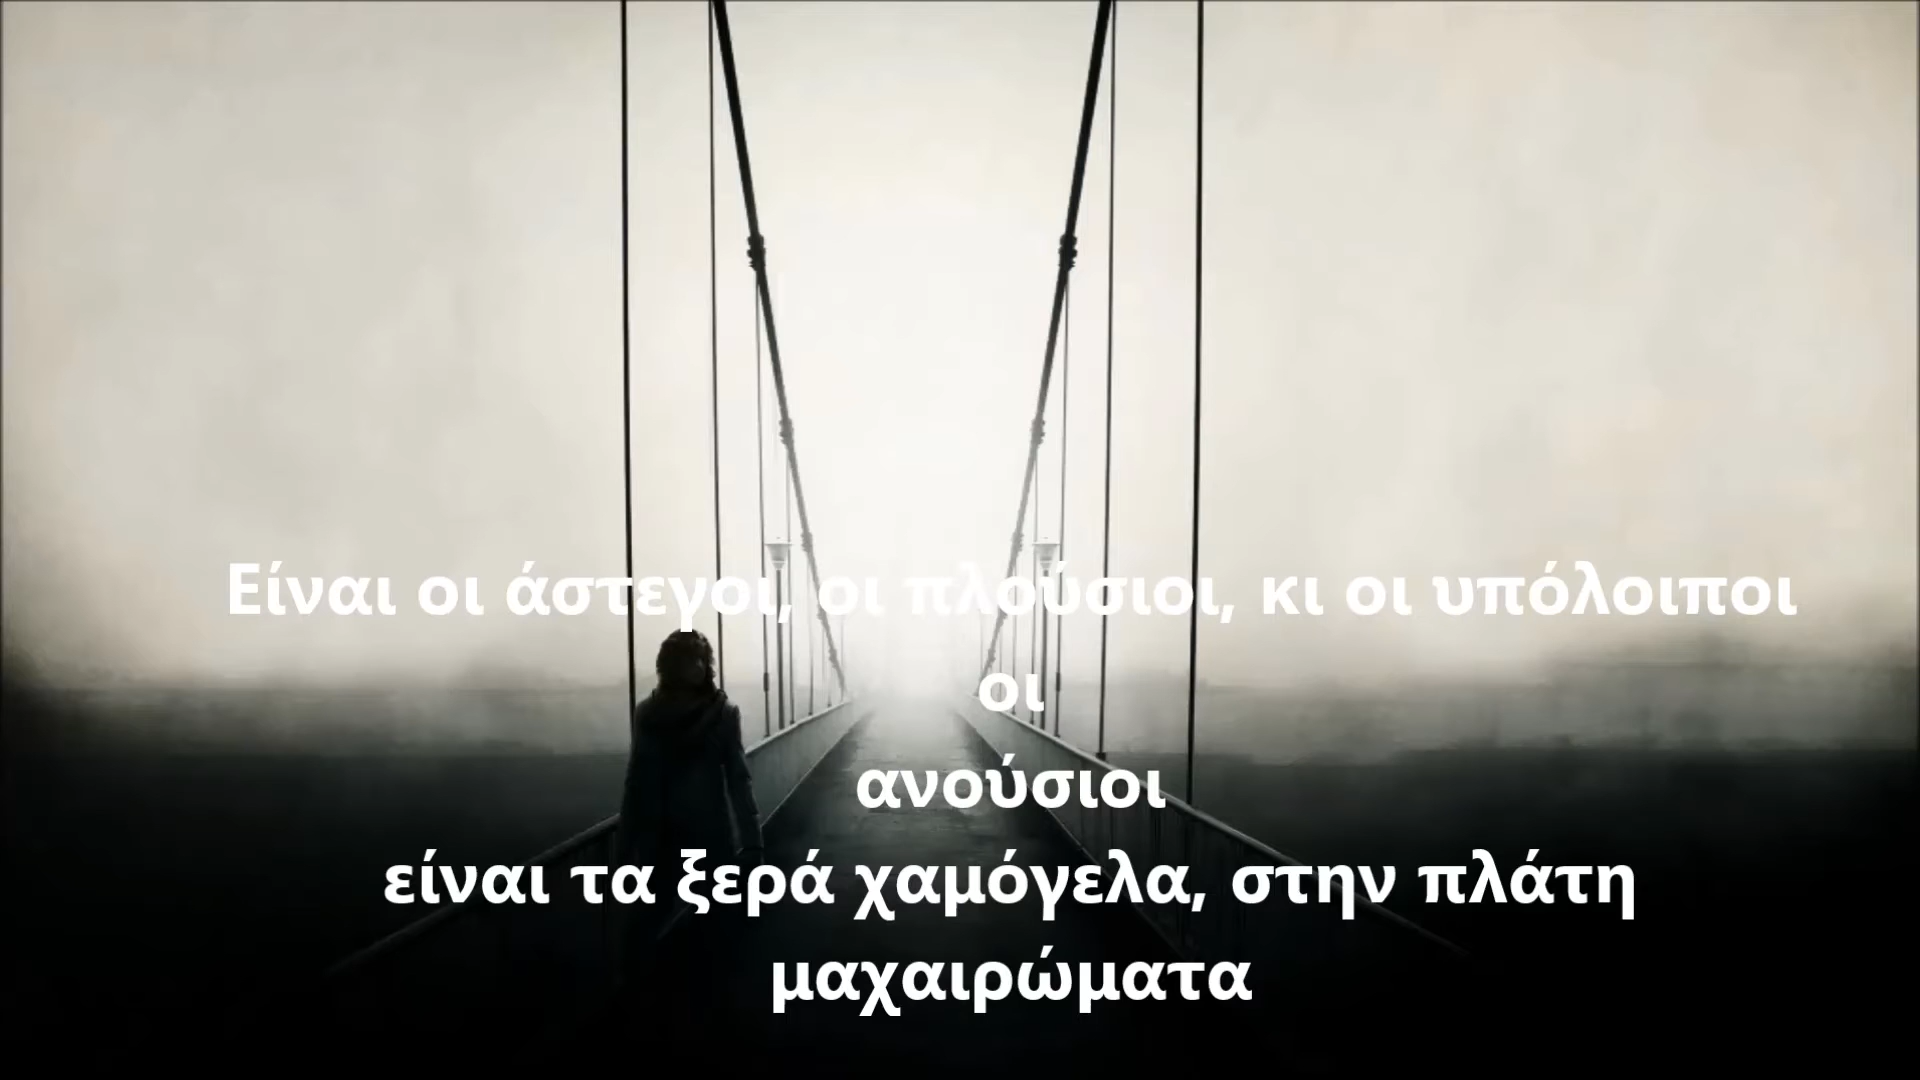 Είναι οι άστεγοι, οι πλούσιοι, κι οι υπόλοιποι
οι
ανούσιοι
είναι τα ξερά χαμόγελα, στην πλάτη
μαχαιρώματα